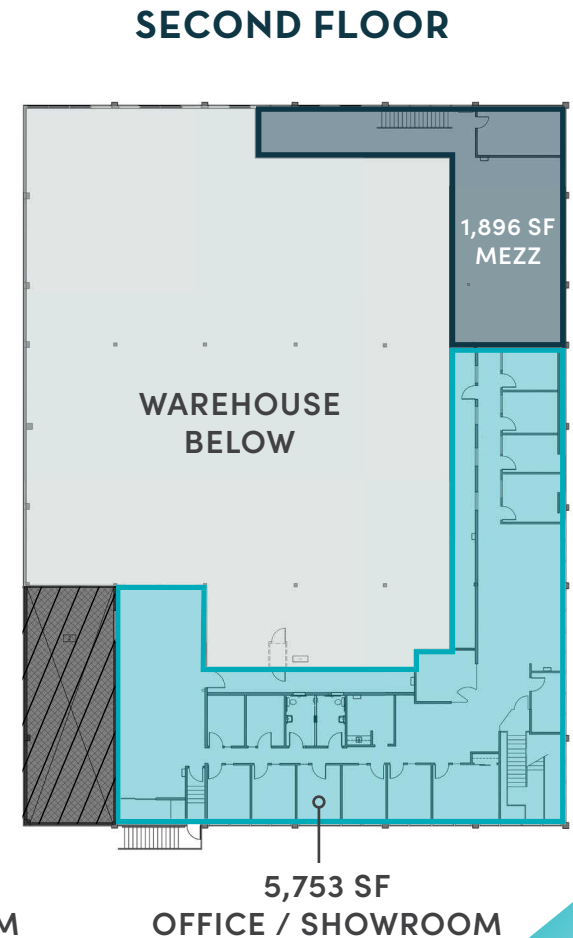 SECOND FLOOR
1,896 SF
MEZZ
WAREHOUSE
BELOW
5,753 SF
OFFICE / SHOWROOM
M